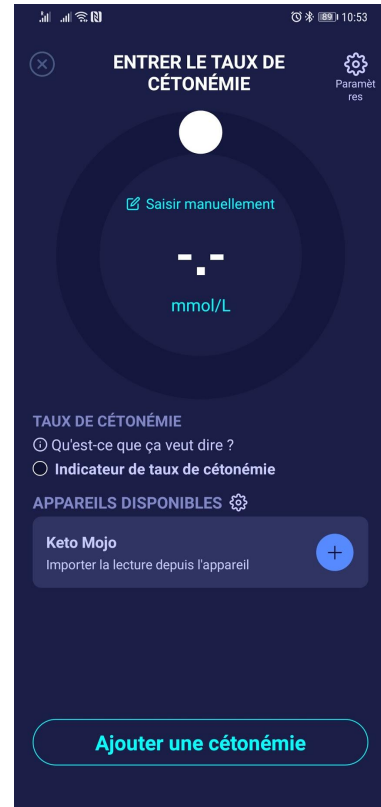 89 10:53
ENTRER LE TAUX DE
CÉTONÉMIE
Paramèt
res
Saisir manuellement
-.-
mmol/L
TAUX DE CÉTONÉMIE
Qu'est-ce que ça veut dire ?
Indicateur de taux de cétonémie
APPAREILS DISPONIBLES
Keto Mojo
Importer la lecture depuis l'appareil
Ajouter une cétonémie